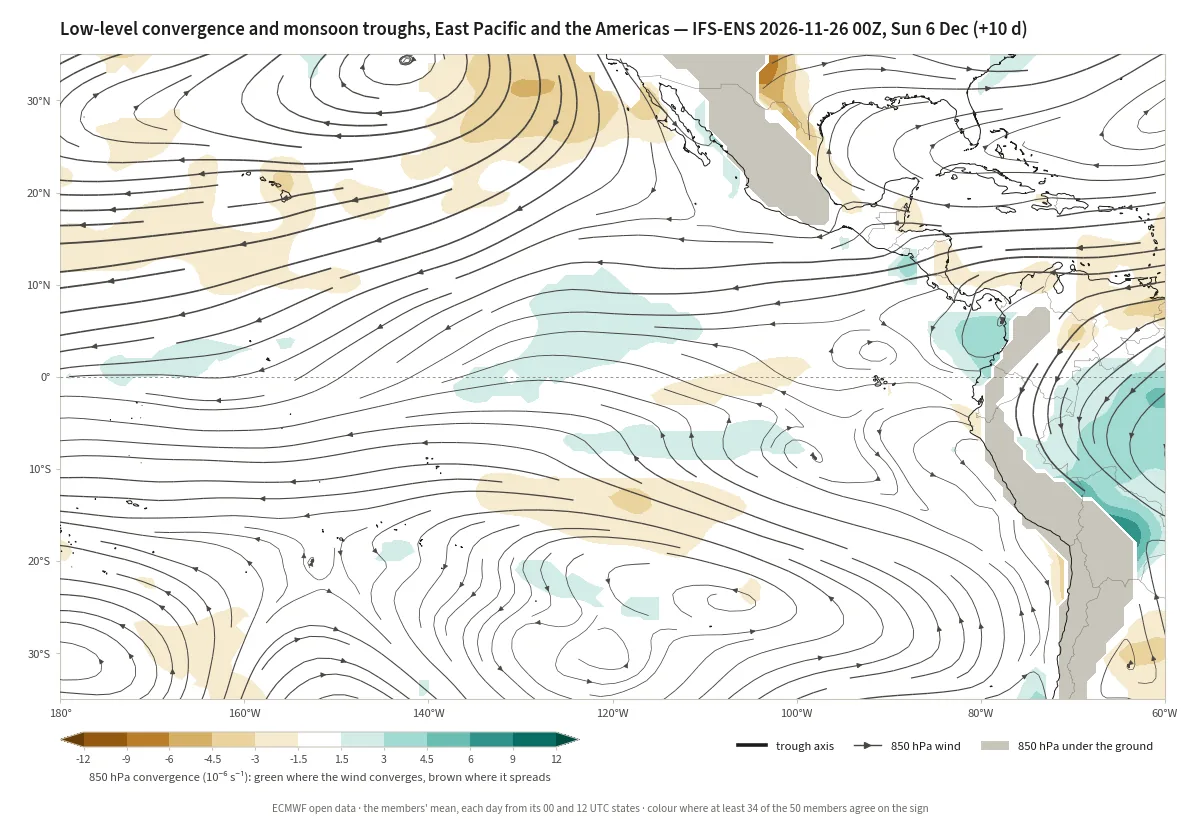 Low-level convergence and monsoon troughs, East Pacific and the Americas — IFS-ENS 2026-11-26 00Z, Sun 6 Dec (+10 d)
30°N
20°N
10°N
0°
10°S
20°S
30°S
180° 160°W 140°W 120°W 100°W 80°W 60°W
-12 -9 -6 -4.5 -3 -1.5 1.5 3 4.5 6 9 12
850 hPa convergence (10⁻⁶ s⁻¹): green where the wind converges, brown where it spreads
trough axis 850 hPa wind 850 hPa under the ground
ECMWF open data · the members' mean, each day from its 00 and 12 UTC states · colour where at least 34 of the 50 members agree on the sign